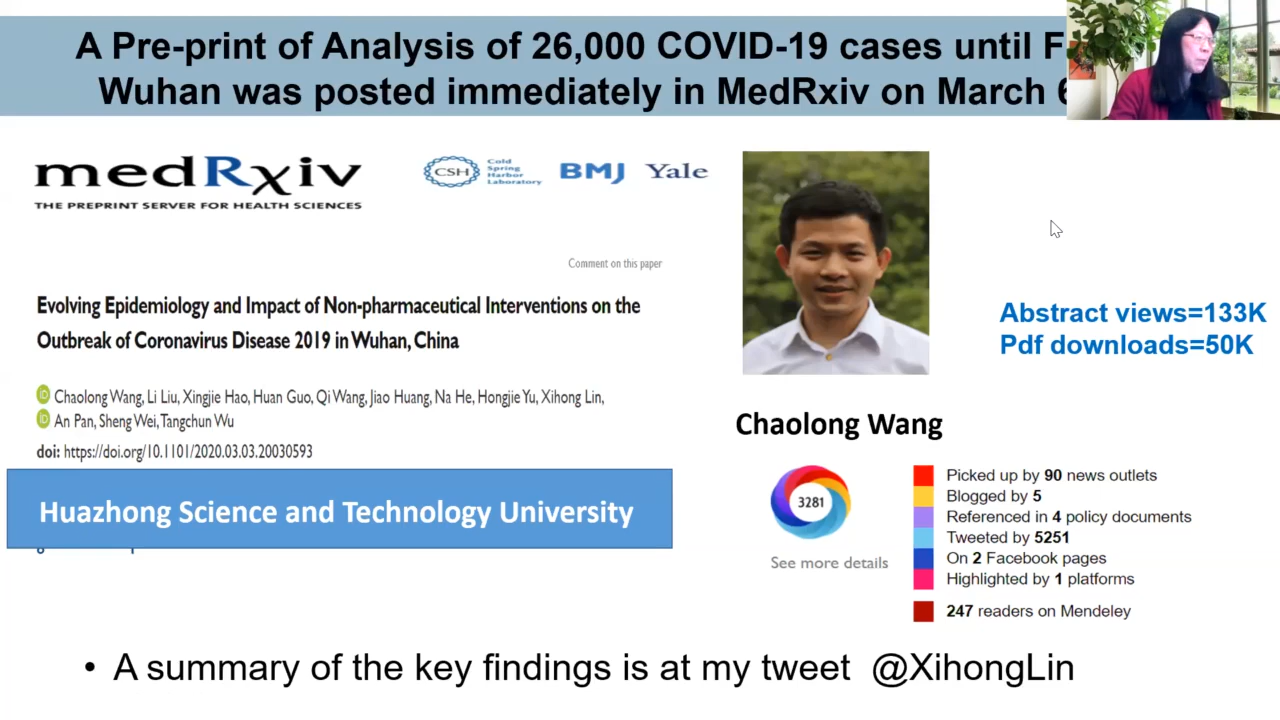 A Pre-print of Analysis of 26,000 COVID-19 cases until
Wuhan was posted immediately in MedRxiv on March
medRxiv
THE PREPRINT SERVER FOR HEALTH SCIENCES
CSH
Cold
Spring
Harbor
Laboratory
BMJ
Yale
Comment on this paper
Evolving Epidemiology and Impact of Non-pharmaceutical Interventions on the
Outbreak of Coronavirus Disease 2019 in Wuhan, China
iD Chaolong Wang, Li Liu, Xingjie Hao, Huan Guo, Qi Wang, Jiao Huang, Na He, Hongjie Yu, Xihong Lin,
iD An Pan, Sheng Wei, Tangchun Wu
doi: https://doi.org/10.1101/2020.03.03.20030593
Huazhong Science and Technology University
Abstract views=133K
Pdf downloads=50K
Chaolong Wang
3281
See more details
Picked up by 90 news outlets
Blogged by 5
Referenced in 4 policy documents
Tweeted by 5251
On 2 Facebook pages
Highlighted by 1 platforms
247 readers on Mendeley
• A summary of the key findings is at my tweet @XihongLin